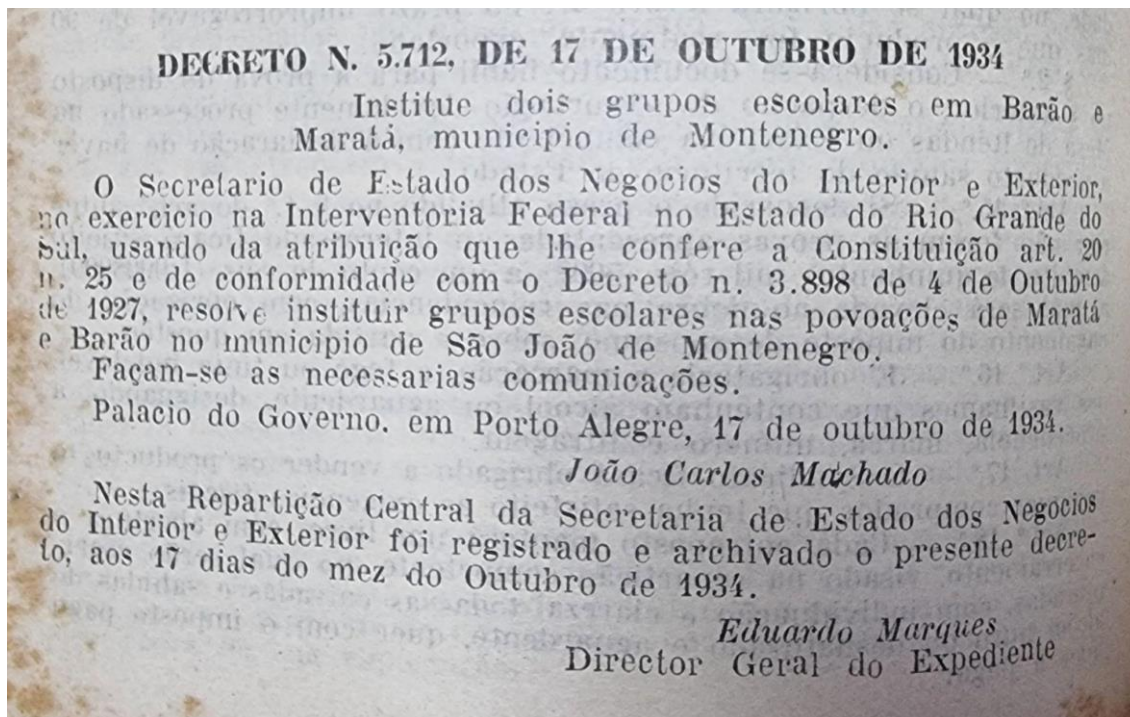 DECRETO N. 5.712, DE 17 DE OUTUBRO DE 1934
Institue dois grupos escolares em Barão e
Maratá, municipio de Montenegro.
O Secretario de Estado dos Negocios do Interior e Exterior,
no exercicio na Interventoria Federal no Estado do Rio Grande do
Sul, usando da atribuição que lhe confere a Constituição art. 20
n. 25 e de conformidade com o Decreto n. 3.898 de 4 de Outubro
de 1927, resolve instituir grupos escolares nas povoações de Maratá
e Barão no municipio de São João de Montenegro.
Façam-se as necessarias comunicações.
Palacio do Governo. em Porto Alegre, 17 de outubro de 1934.
João Carlos Machado
Nesta Repartição Central da Secretaria de Estado dos Negocios
do Interior e Exterior foi registrado e archivado o presente decre-
to, aos 17 dias do mez do Outubro de 1934.
Eduardo Marques
Director Geral do Expediente